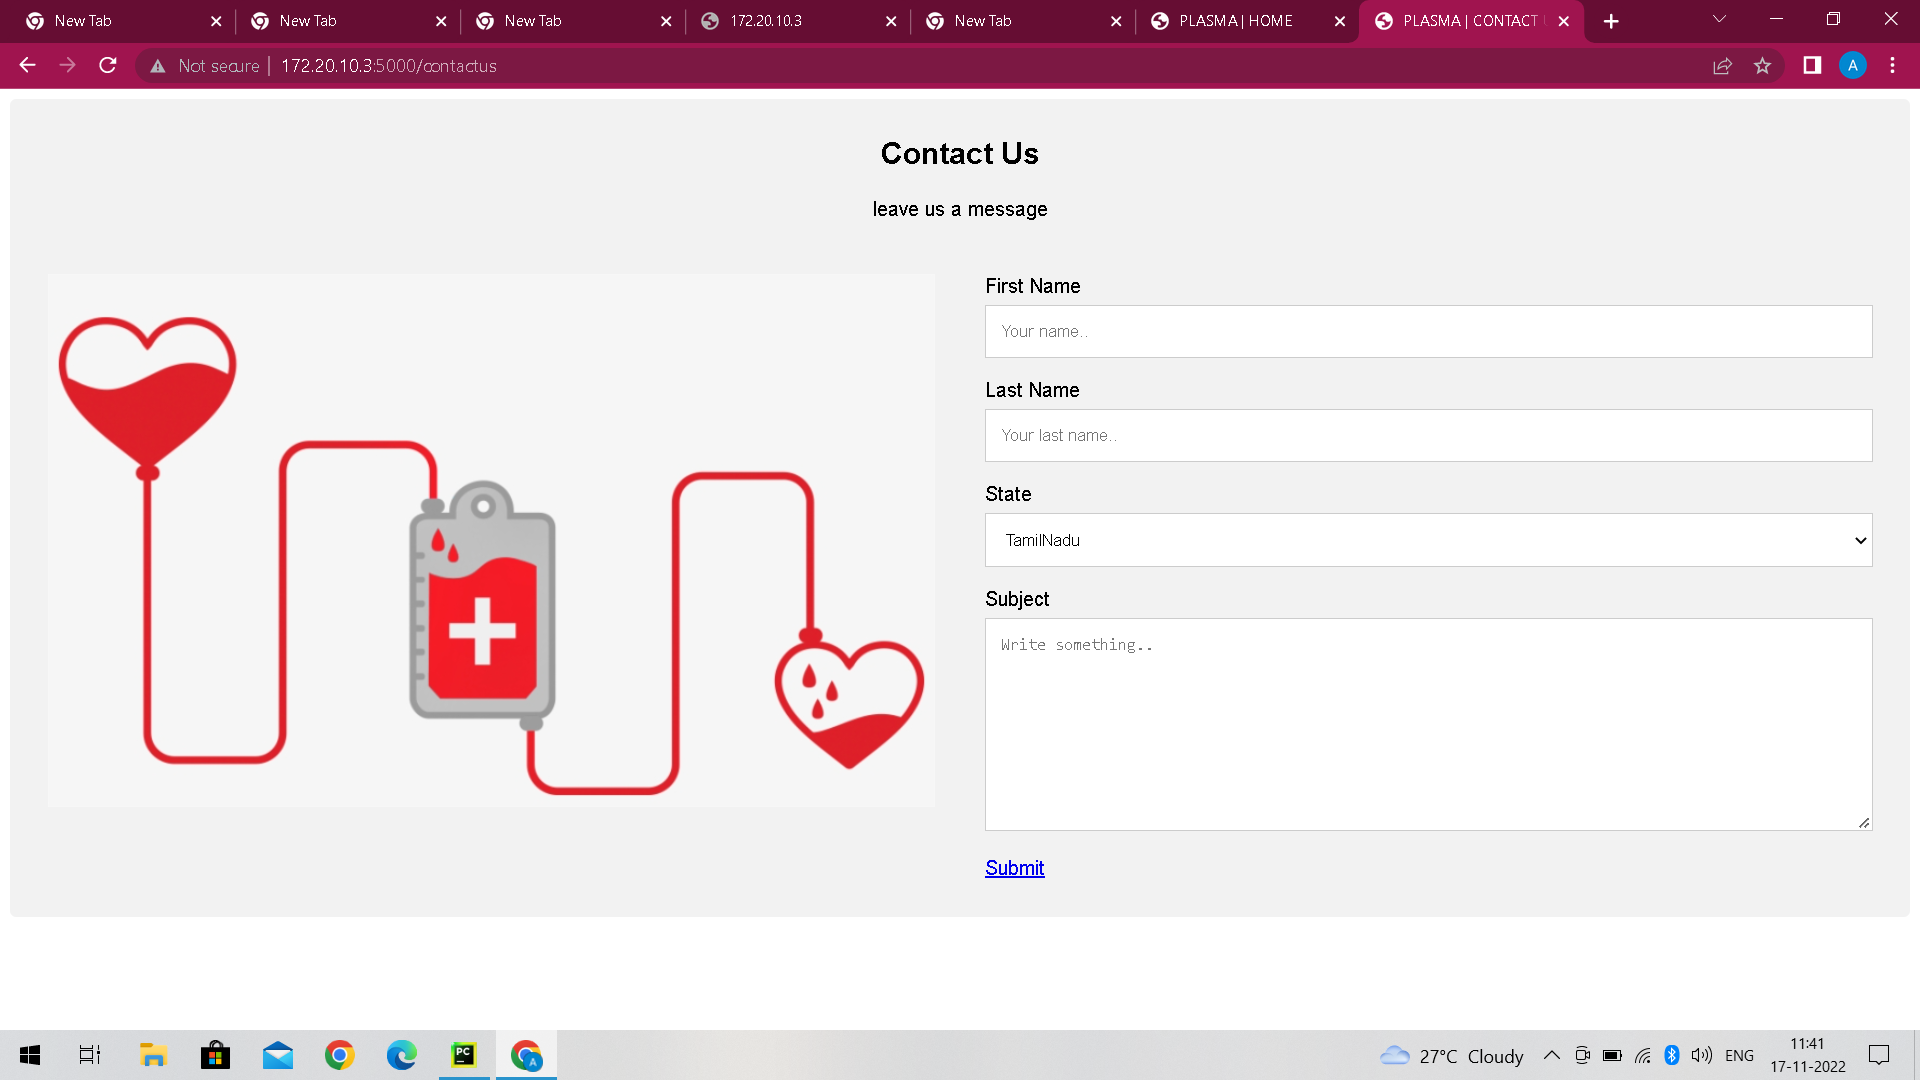 New Tab
New Tab
New Tab
172.20.10.3
New Tab
PLASMA | HOME
PLASMA | CONTACT
Not secure | 172.20.10.3:5000/contactus
A
Contact Us
leave us a message
First Name
Your name..
Last Name
Your last name..
State
TamilNadu
Subject
Write something..
Submit
PC
A
27°C Cloudy
ENG
11:41
17-11-2022